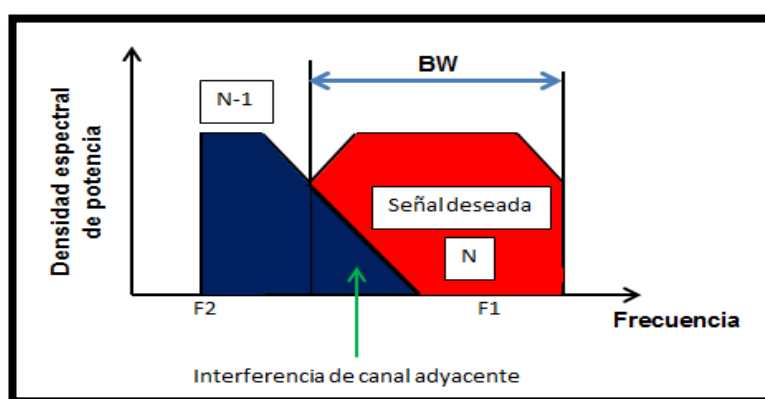 BW
N-1
Densidad espectral
de potencia
Señal deseada
N
F2
F1
Frecuencia
Interferencia de canal adyacente